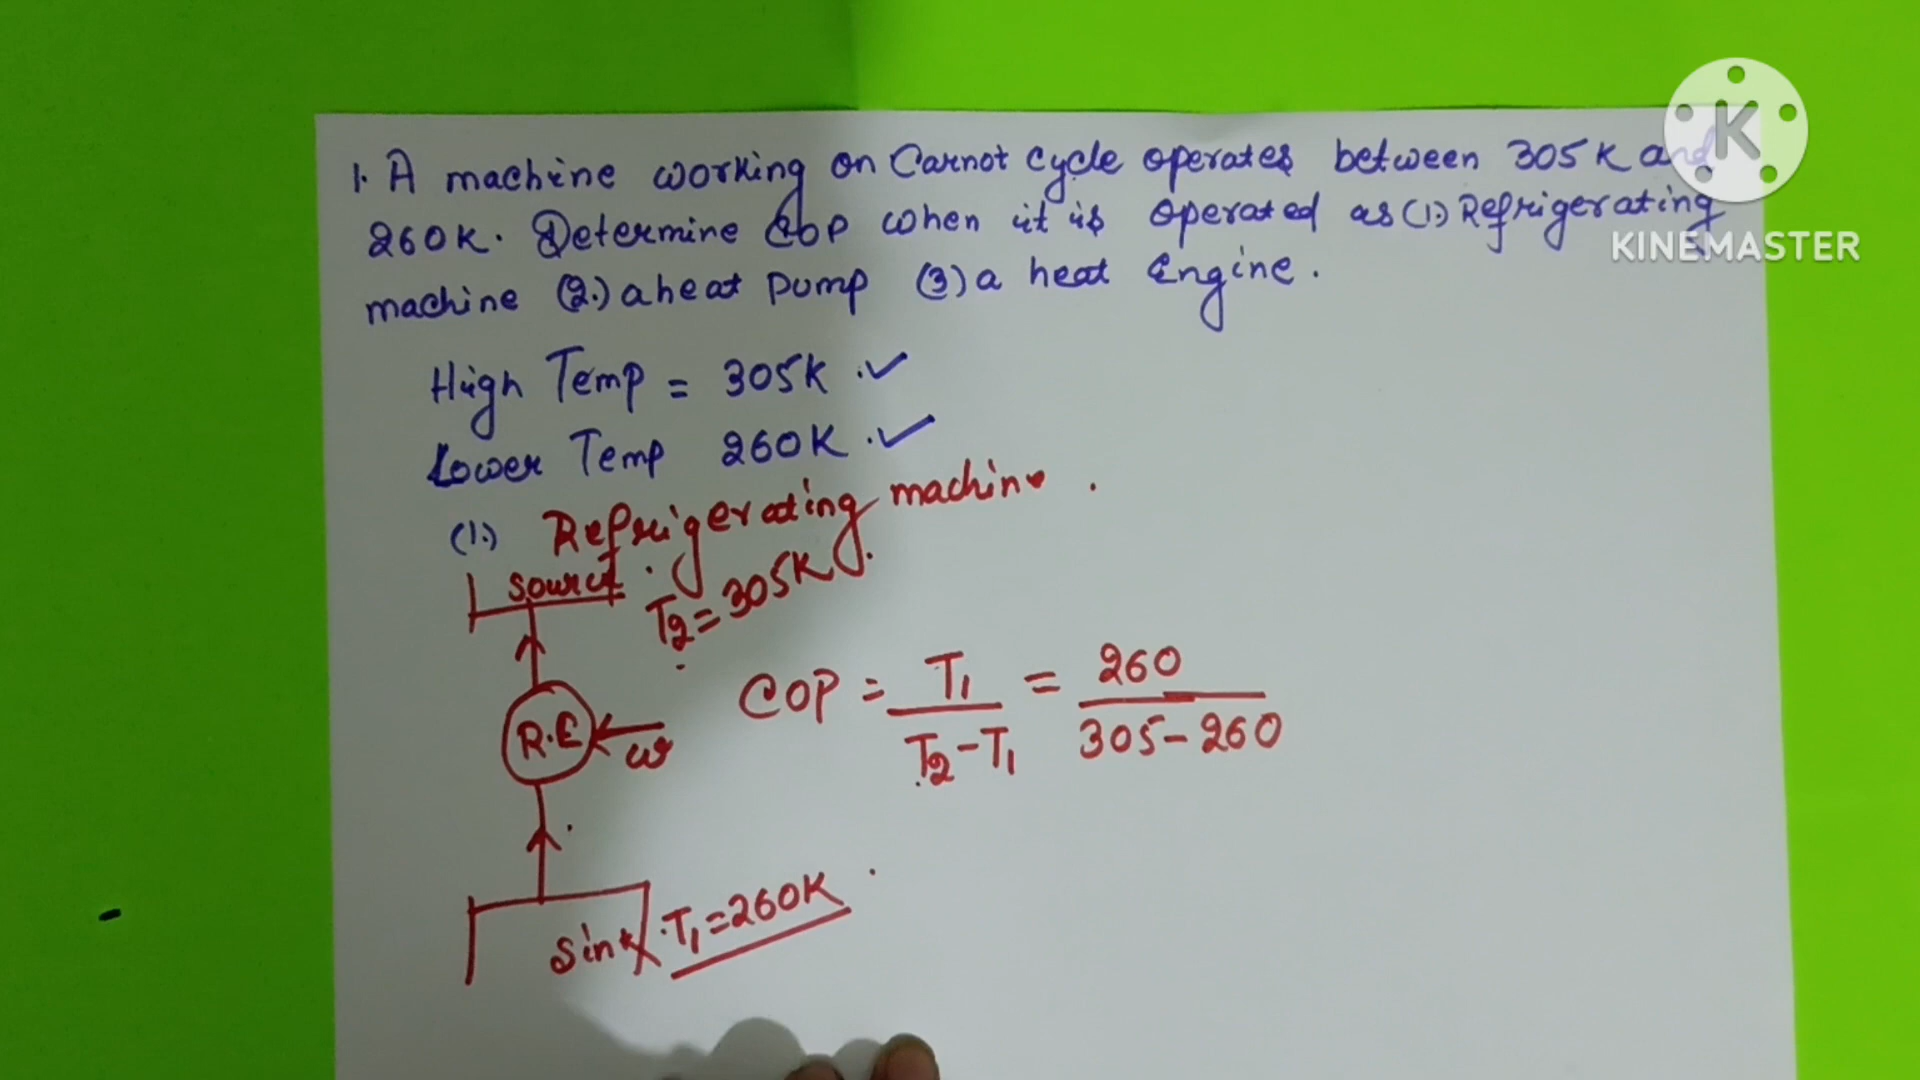 1. A machine working on Carnot cycle operates between 305K and
260K. Determine COP when it is operated as (1.) Refrigerating
machine (2.) a heat pump (3) a heat Engine.
High Temp = 305K.✓
Lower Temp 260K.✓
(1.) Refrigerating machine.
source. T2=305K.
R.E
w
COP = T1 / T2-T1 = 260 / 305-260
sink. T1=260K
K
KINEMASTER